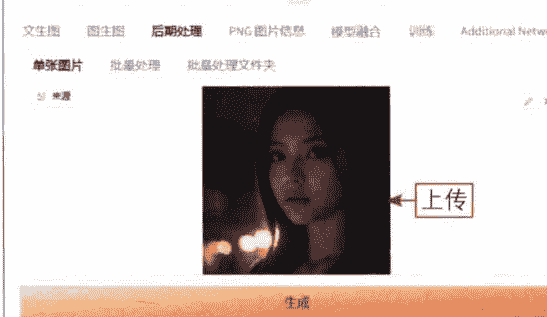 文生图 图生图 后期处理 PNG 图片信息 模型融合 训练 Additional Netw
单张图片 批量处理 批量处理文件夹
来源
上传
生成